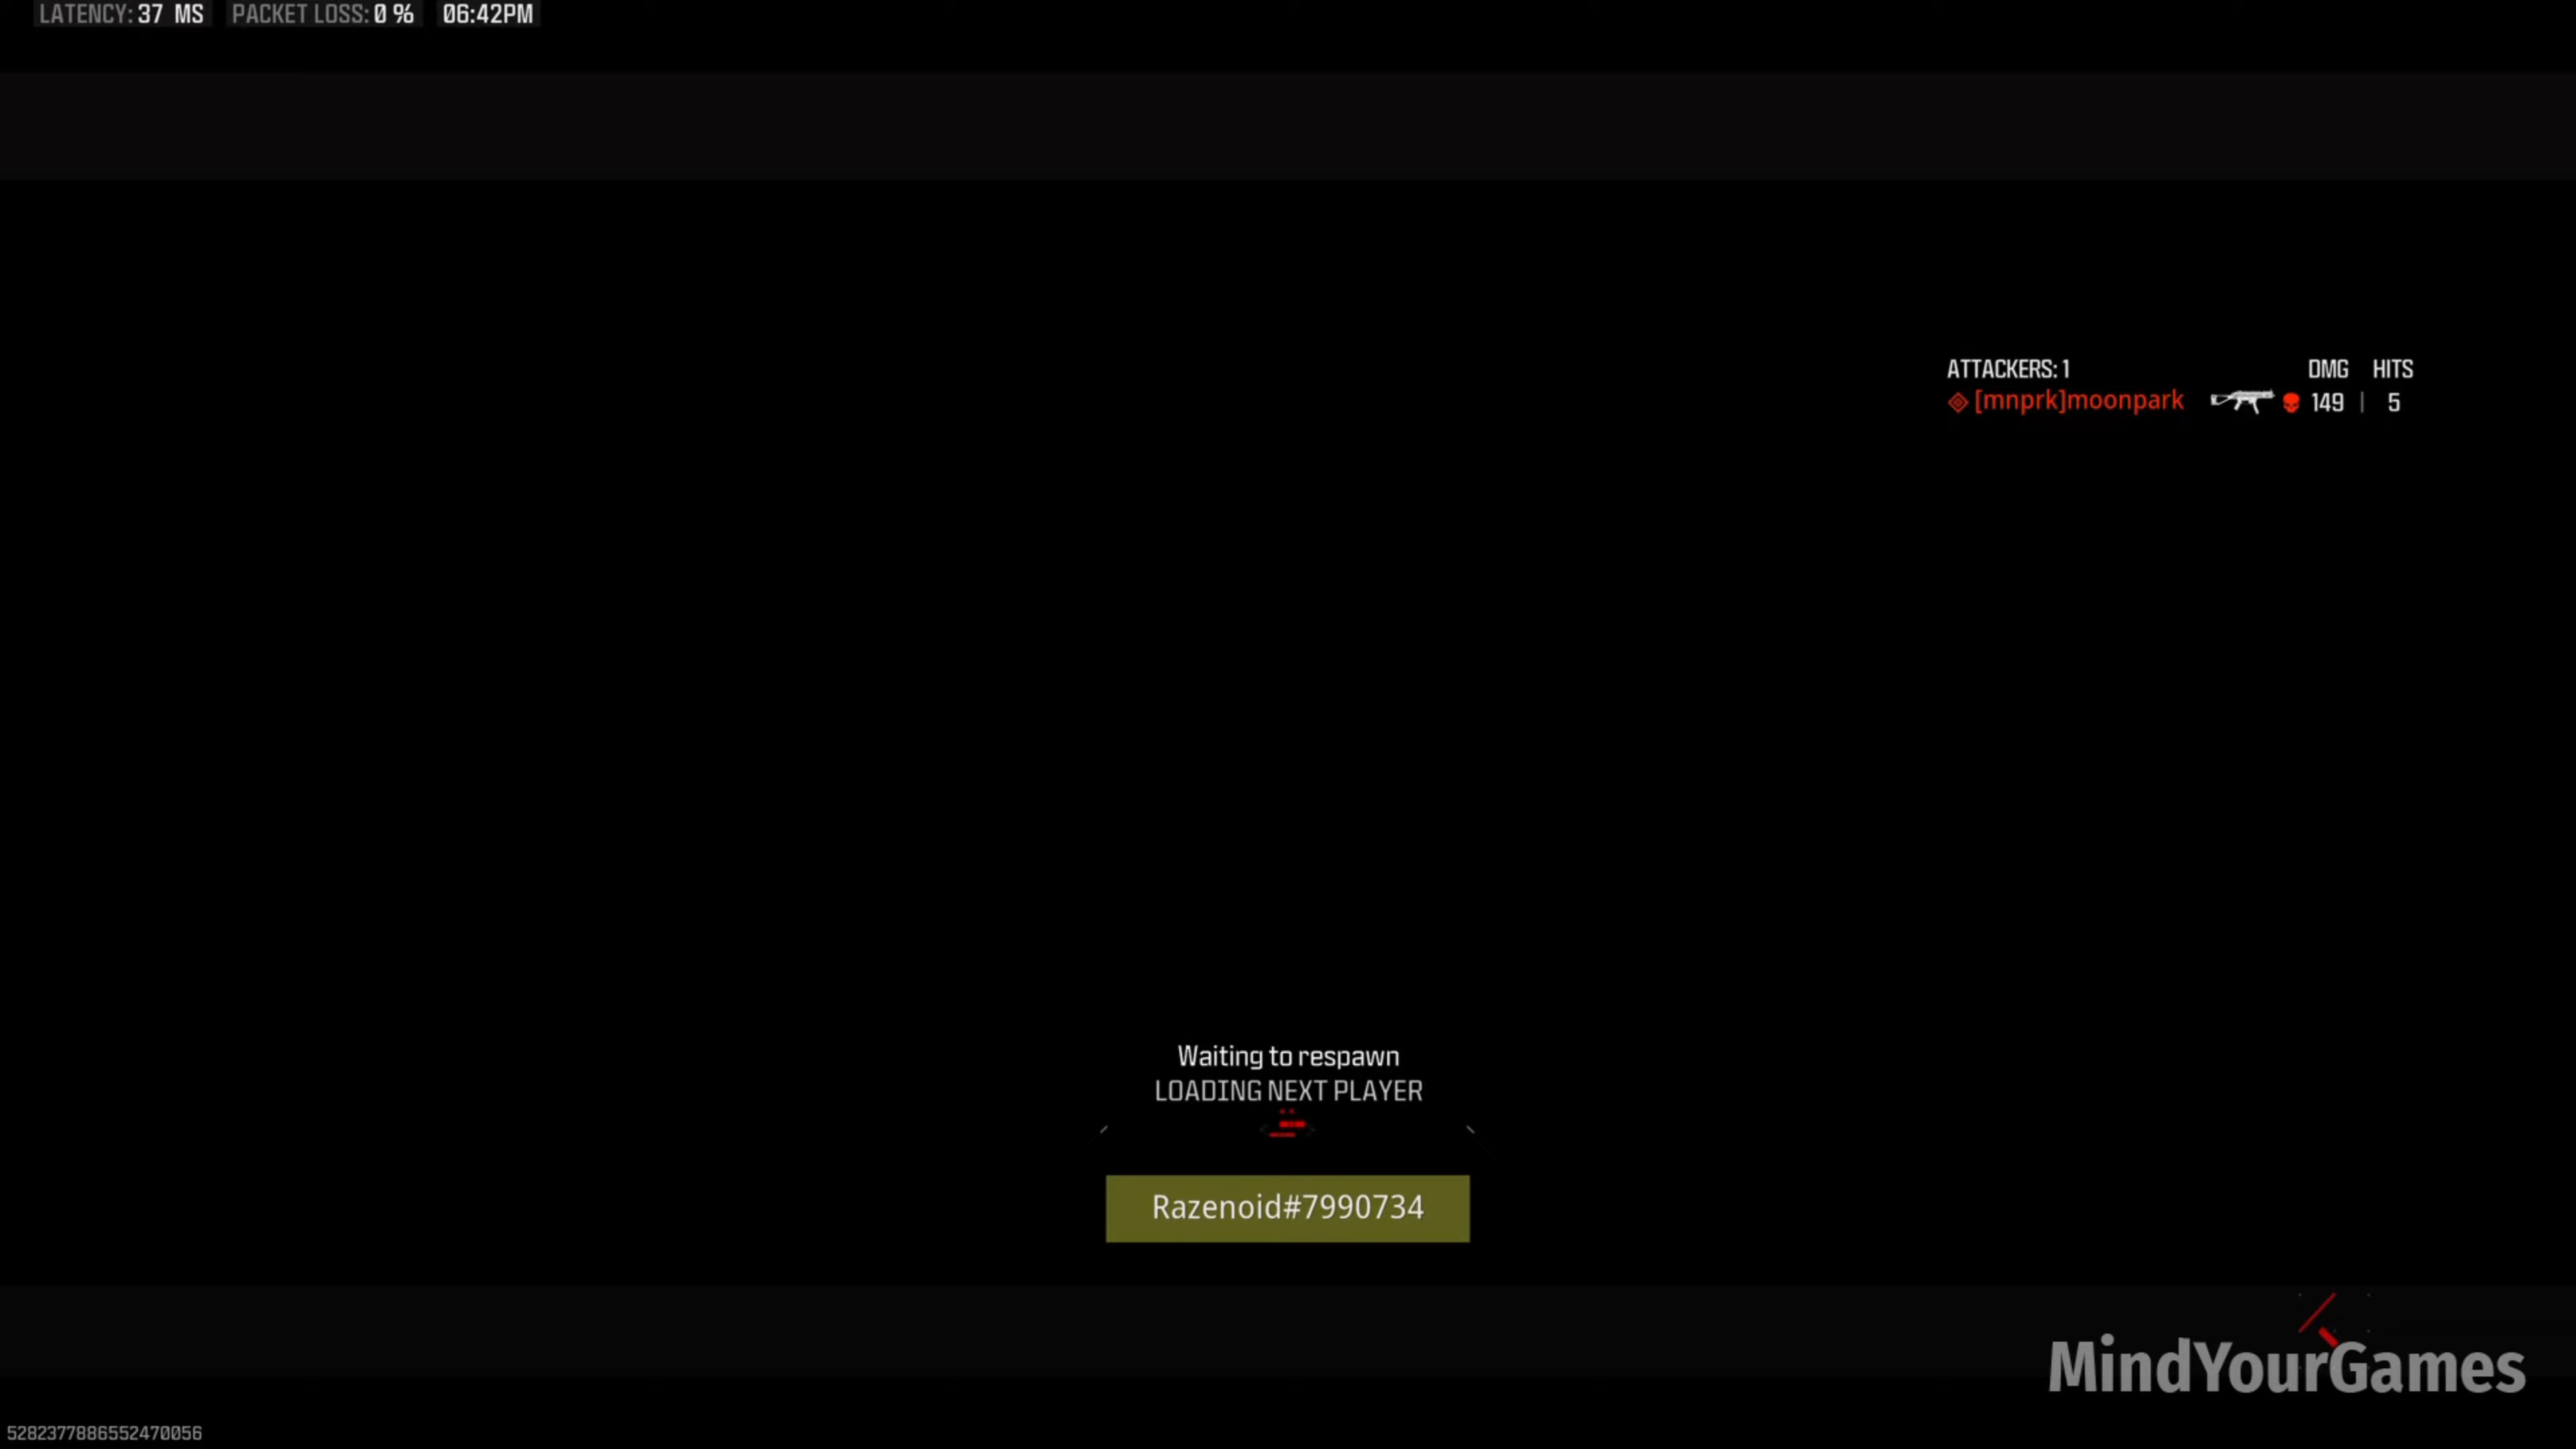 LATENCY: 37 MS PACKET LOSS: 0 % 06:42PM
ATTACKERS: 1 DMG HITS
[mnprk]moonpark 149 | 5
Waiting to respawn
LOADING NEXT PLAYER
Razenoid#7990734
MindYourGames
5282377886552470056